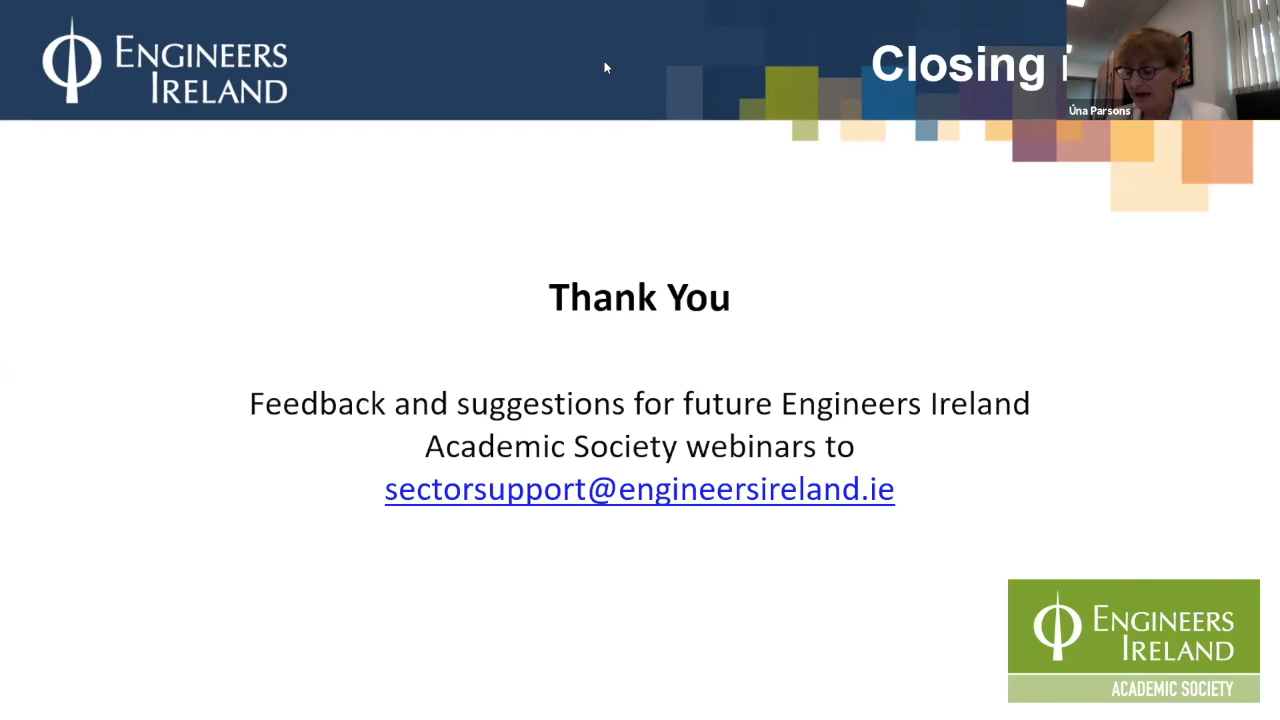 ENGINEERS
IRELAND
Closing
Úna Parsons
Thank You
Feedback and suggestions for future Engineers Ireland
Academic Society webinars to
sectorsupport@engineersireland.ie
ENGINEERS
IRELAND
ACADEMIC SOCIETY